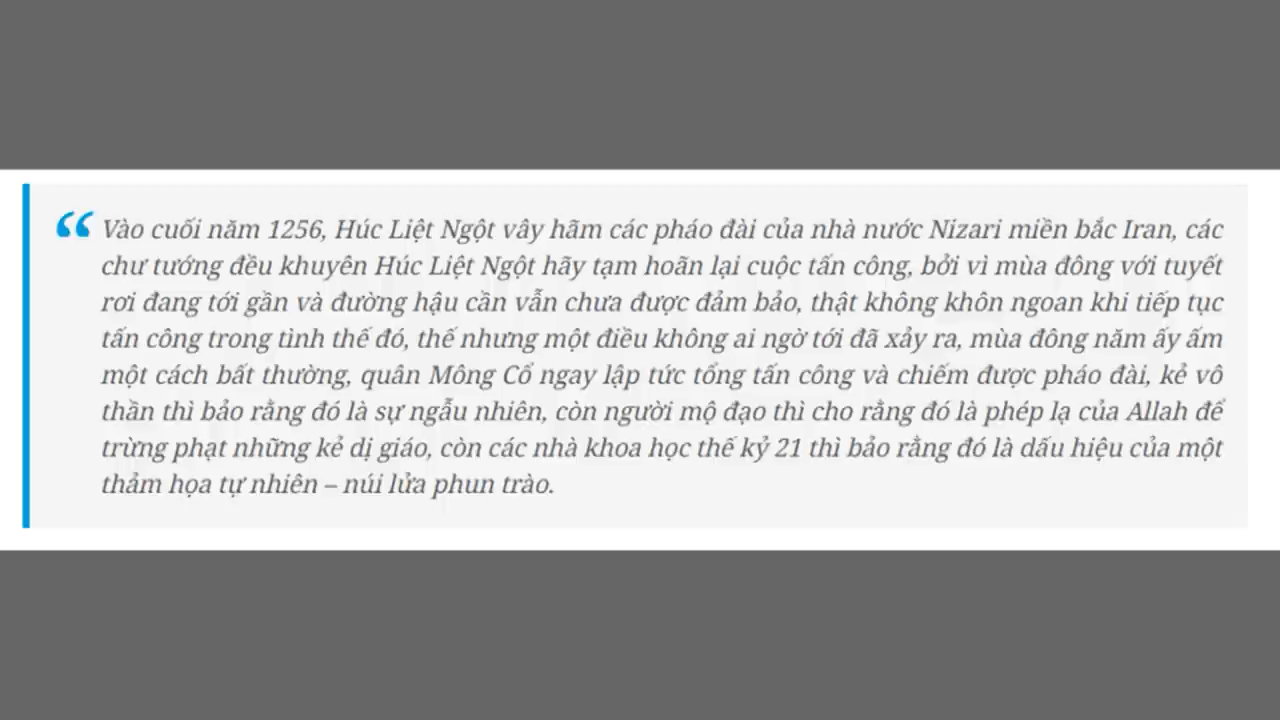 “ Vào cuối năm 1256, Húc Liệt Ngột vây hãm các pháo đài của nhà nước Nizari miền bắc Iran, các
chư tướng đều khuyên Húc Liệt Ngột hãy tạm hoãn lại cuộc tấn công, bởi vì mùa đông với tuyết
rơi đang tới gần và đường hậu cần vẫn chưa được đảm bảo, thật không khôn ngoan khi tiếp tục
tấn công trong tình thế đó, thế nhưng một điều không ai ngờ tới đã xảy ra, mùa đông năm ấy ấm
một cách bất thường, quân Mông Cổ ngay lập tức tổng tấn công và chiếm được pháo đài, kẻ vô
thần thì bảo rằng đó là sự ngẫu nhiên, còn người mộ đạo thì cho rằng đó là phép lạ của Allah để
trừng phạt những kẻ dị giáo, còn các nhà khoa học thế kỷ 21 thì bảo rằng đó là dấu hiệu của một
thảm họa tự nhiên – núi lửa phun trào.